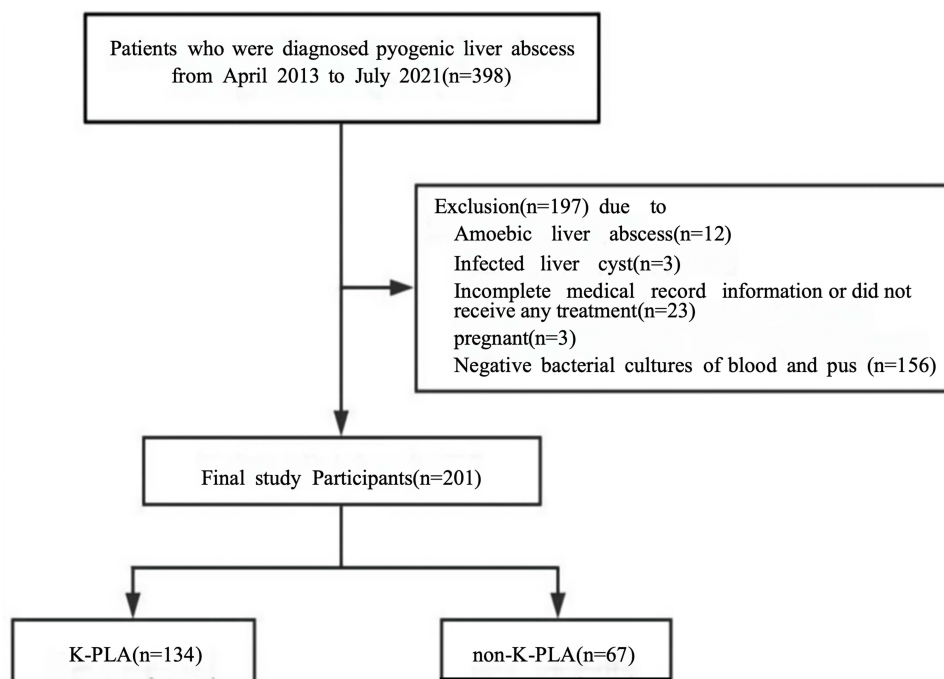 Patients who were diagnosed pyogenic liver abscess
from April 2013 to July 2021(n=398)
Exclusion(n=197) due to
Amoebic liver abscess(n=12)
Infected liver cyst(n=3)
Incomplete medical record information or did not
receive any treatment(n=23)
pregnant(n=3)
Negative bacterial cultures of blood and pus (n=156)
Final study Participants(n=201)
K-PLA(n=134)
non-K-PLA(n=67)